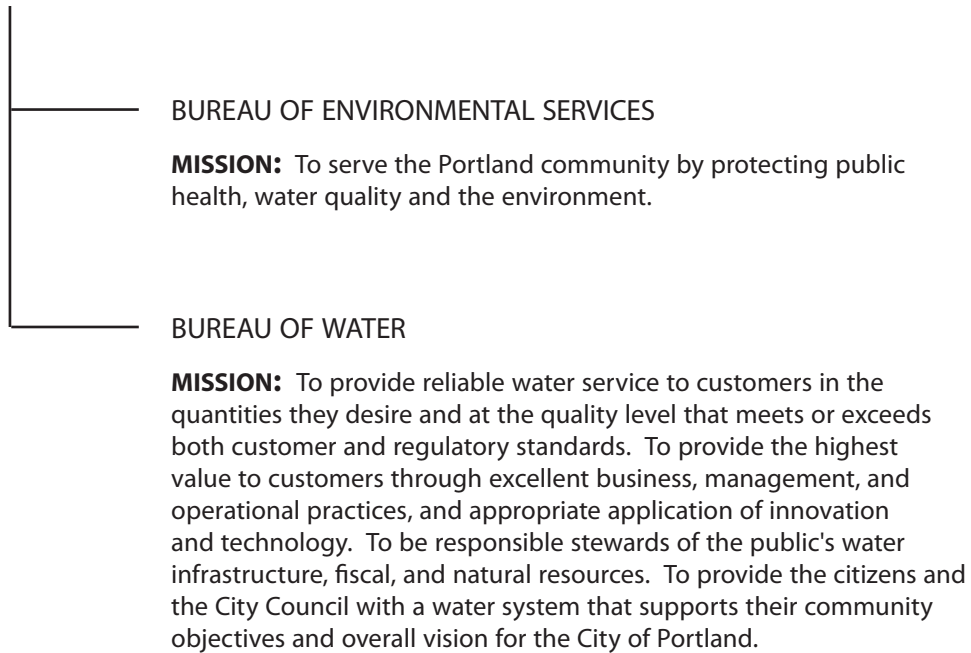 BUREAU OF ENVIRONMENTAL SERVICES
MISSION: To serve the Portland community by protecting public
health, water quality and the environment.
BUREAU OF WATER
MISSION: To provide reliable water service to customers in the
quantities they desire and at the quality level that meets or exceeds
both customer and regulatory standards. To provide the highest
value to customers through excellent business, management, and
operational practices, and appropriate application of innovation
and technology. To be responsible stewards of the public's water
infrastructure, fiscal, and natural resources. To provide the citizens and
the City Council with a water system that supports their community
objectives and overall vision for the City of Portland.